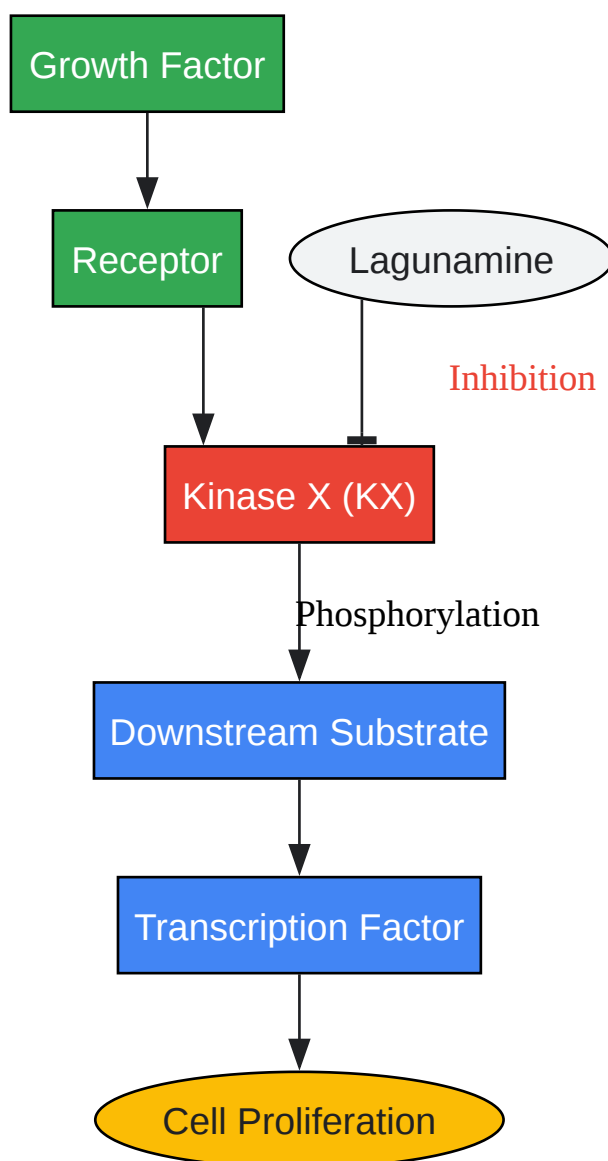 Growth Factor
Receptor
Lagunamine
Inhibition
Kinase X (KX)
Phosphorylation
Downstream Substrate
Transcription Factor
Cell Proliferation